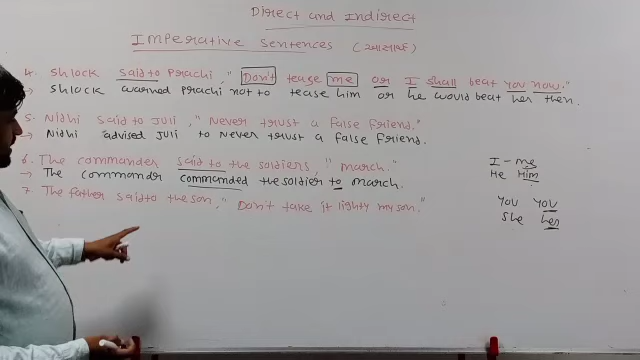 Direct and Indirect
Imperative sentences
4. Shlock said to Prachi, "Don't tease me or I shall beat you now."
→ Shlock warned Prachi not to tease him or he would beat her then.
5. Nidhi said to Juli, "Never trust a false friend."
→ Nidhi advised Juli to never trust a false friend.
6. The commander said to the soldiers, "march."
→ The commandr commanded the soldier to march.
7. The father said to the son, "Don't take it lighty my son."
I - me
He Him
you you
she her